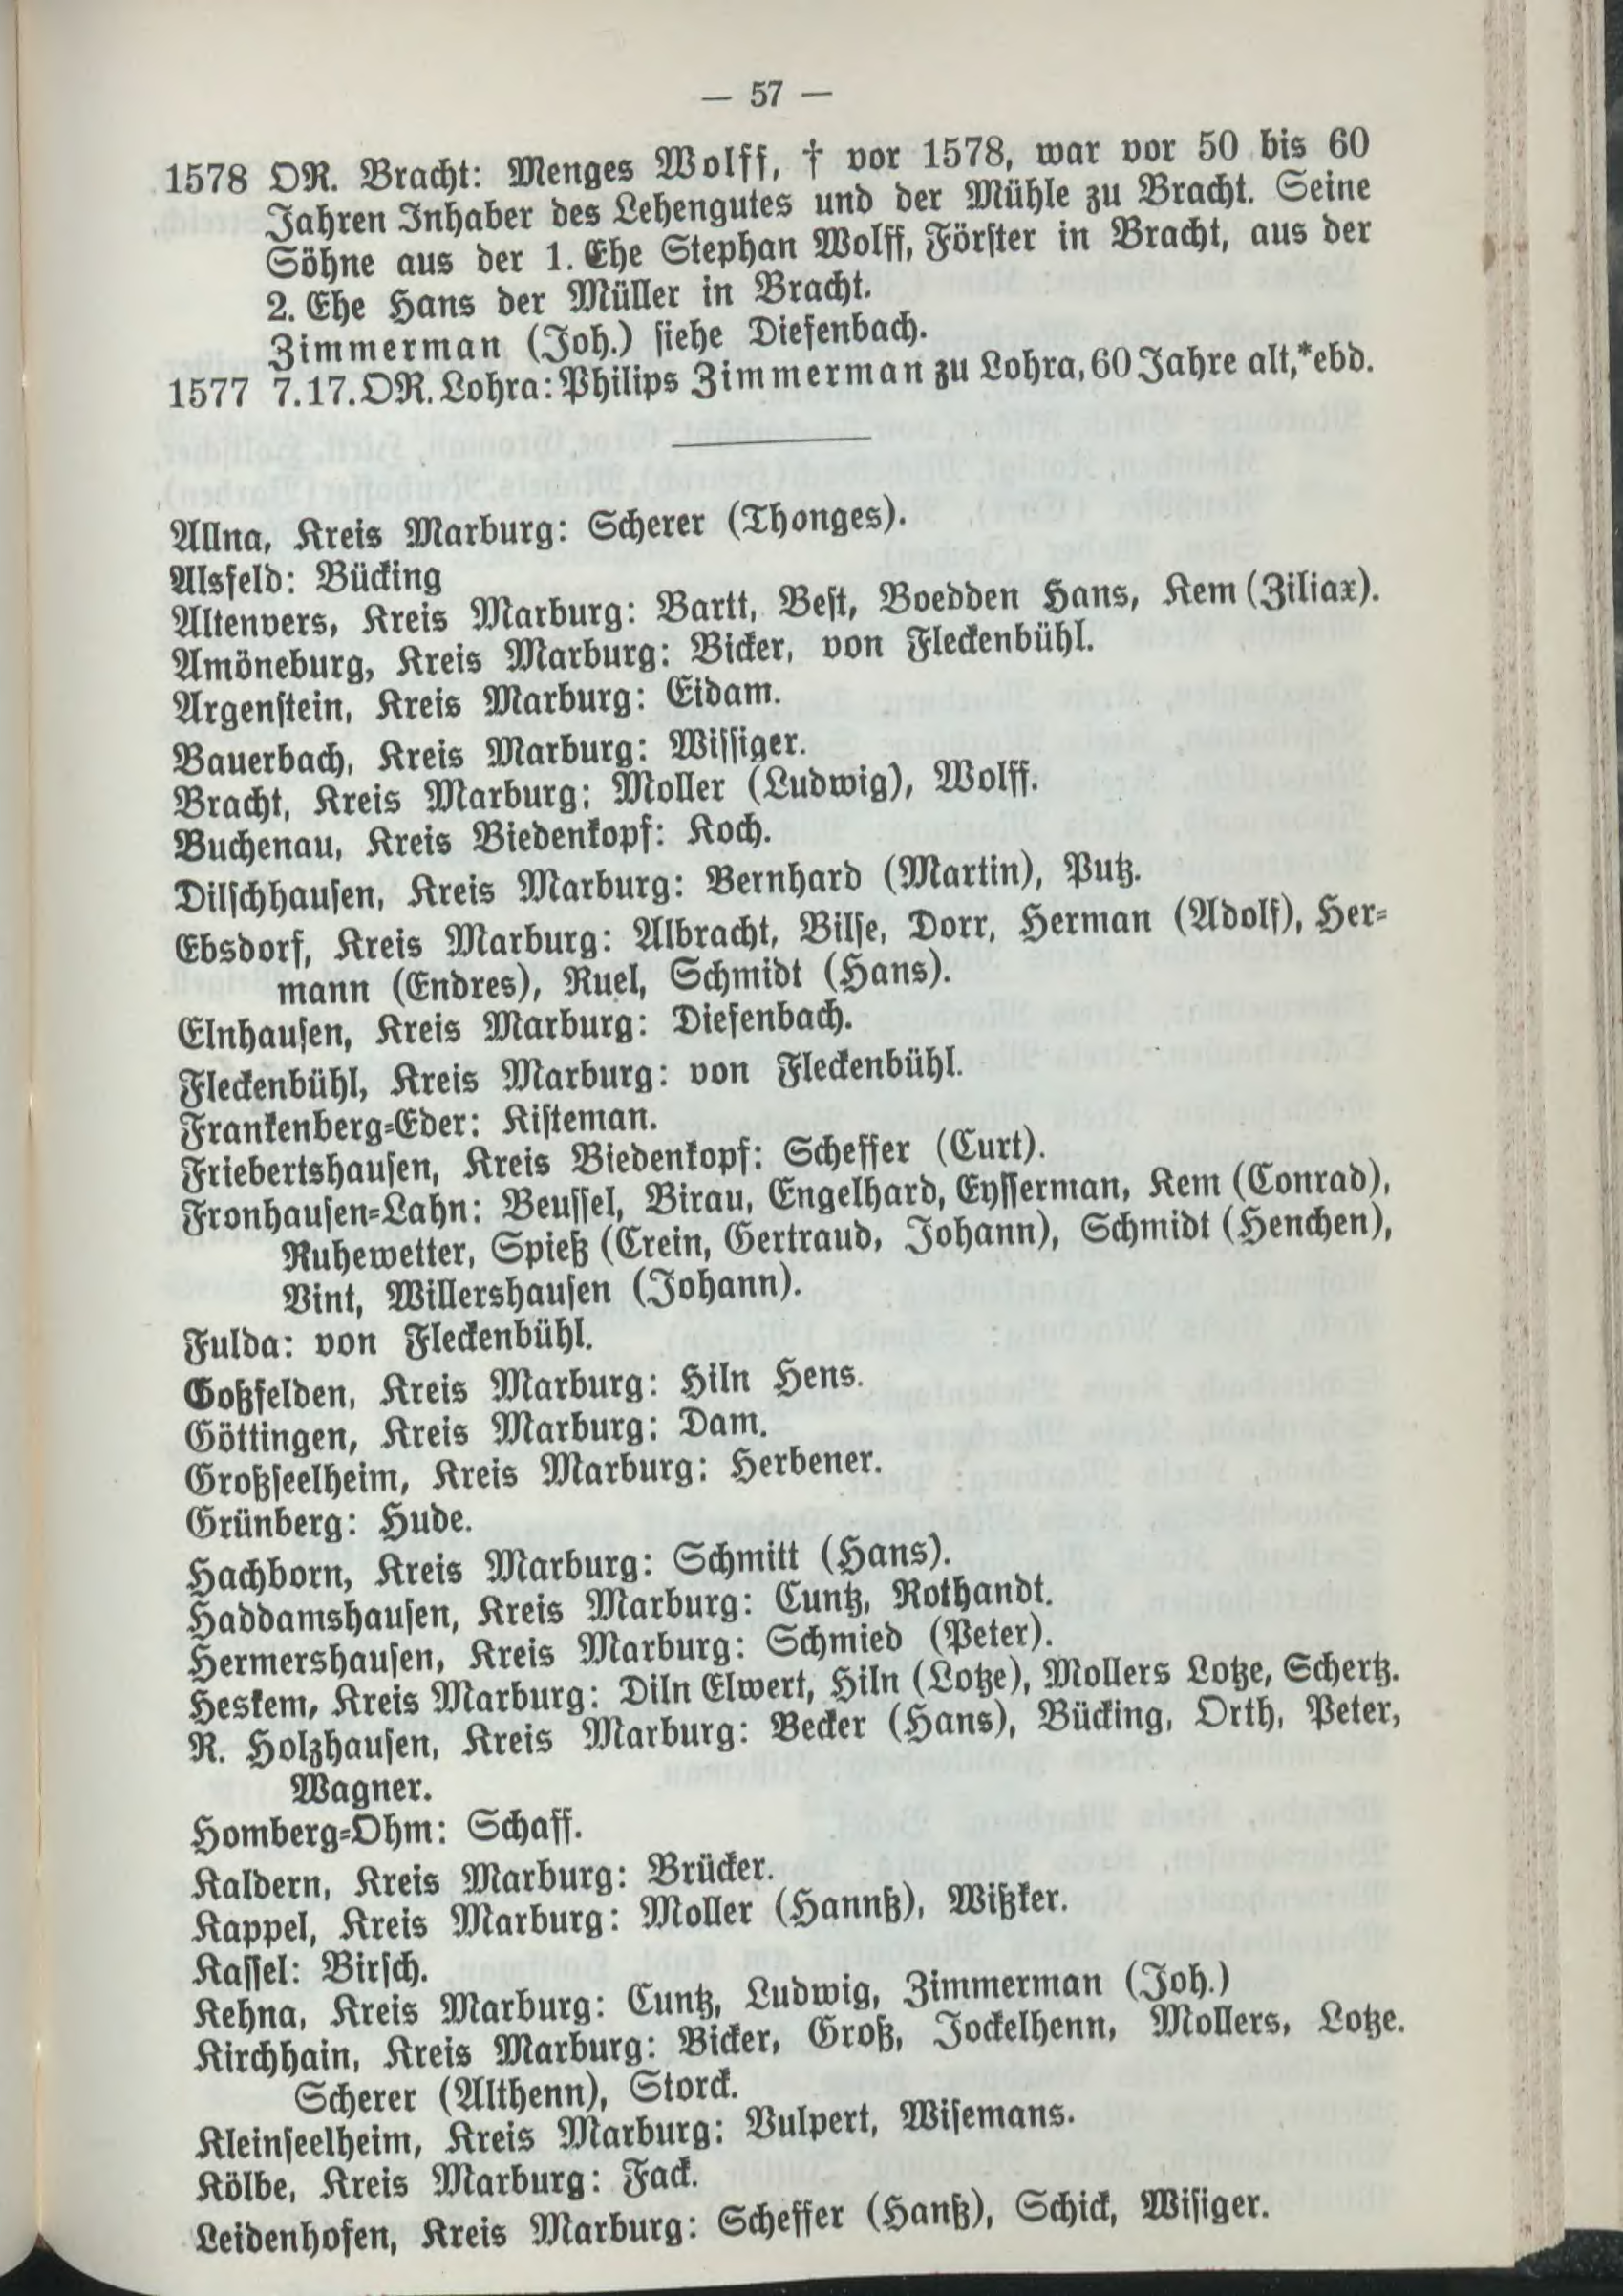 — 57 —
1578 OR. Bracht: Menges Wolff, † vor 1578, war vor 50 bis 60
Jahren Inhaber des Lehengutes und der Mühle zu Bracht. Seine
Söhne aus der 1. Ehe Stephan Wolff, Förster in Bracht, aus der
2. Ehe Hans der Müller in Bracht.
Zimmerman (Joh.) siehe Diefenbach.
1577 7.17. OR. Lohra: Philips Zimmerman zu Lohra, 60 Jahre alt, *ebd.
Allna, Kreis Marburg: Scherer (Thonges).
Alsfeld: Bücking
Altenvers, Kreis Marburg: Bartt, Best, Boedden Hans, Kem (Ziliax).
Amöneburg, Kreis Marburg: Bicker, von Fleckenbühl.
Argenstein, Kreis Marburg: Eidam.
Bauerbach, Kreis Marburg: Wissiger.
Bracht, Kreis Marburg: Moller (Ludwig), Wolff.
Buchenau, Kreis Biedenkopf: Koch.
Dilschhausen, Kreis Marburg: Bernhard (Martin), Putz.
Ebsdorf, Kreis Marburg: Albracht, Bilse, Dorr, Herman (Adolf), Her-
mann (Endres), Ruel, Schmidt (Hans).
Elnhausen, Kreis Marburg: Diefenbach.
Fleckenbühl, Kreis Marburg: von Fleckenbühl.
Frankenberg-Eder: Kisteman.
Friebertshausen, Kreis Biedenkopf: Scheffer (Curt).
Fronhausen-Lahn: Beussel, Birau, Engelhard, Eysserman, Kem (Conrad),
Ruhewetter, Spieß (Crein, Gertraud, Johann), Schmidt (Henchen),
Vint, Willershausen (Johann).
Fulda: von Fleckenbühl.
Goßfelden, Kreis Marburg: Hiln Hens.
Göttingen, Kreis Marburg: Dam.
Großseelheim, Kreis Marburg: Herbener.
Grünberg: Hude.
Hachborn, Kreis Marburg: Schmitt (Hans).
Haddamshausen, Kreis Marburg: Cuntz, Rothandt.
Hermershausen, Kreis Marburg: Schmied (Peter).
Heskem, Kreis Marburg: Diln Elwert, Hiln (Lotze), Mollers Lotze, Schertz.
R. Holzhausen, Kreis Marburg: Becker (Hans), Bücking, Orth, Peter,
Wagner.
Homberg-Ohm: Schaff.
Kaldern, Kreis Marburg: Brücker.
Kappel, Kreis Marburg: Moller (Hannß), Wißker.
Kassel: Birsch.
Kehna, Kreis Marburg: Cuntz, Ludwig, Zimmerman (Joh.)
Kirchhain, Kreis Marburg: Bicker, Groß, Jockelhenn, Mollers, Lotze.
Scherer (Althenn), Storck.
Kleinseelheim, Kreis Marburg: Vulpert, Wisemans.
Kölbe, Kreis Marburg: Fack.
Leidenhofen, Kreis Marburg: Scheffer (Hanß), Schick, Wisiger.